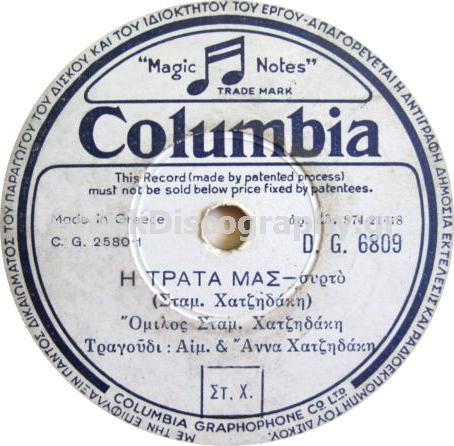 ΜΕ ΤΗΝ ΕΠΙΦΥΛΑΞΙΝ ΠΑΝΤΟΣ ΔΙΚΑΙΩΜΑΤΟΣ ΤΟΥ ΠΑΡΑΓΩΓΟΥ ΤΟΥ ΔΙΣΚΟΥ ΚΑΙ ΤΟΥ ΙΔΙΟΚΤΗΤΟΥ ΤΟΥ ΕΡΓΟΥ-ΑΠΑΓΟΡΕΥΕΤΑΙ Η ΑΝΤΙΓΡΑΦΗ ΔΗΜΟΣΙΑ ΕΚΤΕΛΕΣΙΣ ΚΑΙ ΡΑΔΙΟΕΚΠΟΜΠΗ ΤΟΥ ΔΙΣΚΟΥ.
"Magic Notes"
TRADE MARK
Columbia
This Record (made by patented process)
must not be sold below price fixed by patentees.
Made in Greece
C. G. 2580-1
D. G. 6809
Η ΤΡΑΤΑ ΜΑΣ–συρτὸ
(Σταμ. Χατζηδάκη)
Ὅμιλος Σταμ. Χατζηδάκη
Τραγοῦδι: Αἰμ. & Ἄννα Χατζηδάκη
ΣΤ. Χ.
COLUMBIA GRAPHOPHONE CO LTD